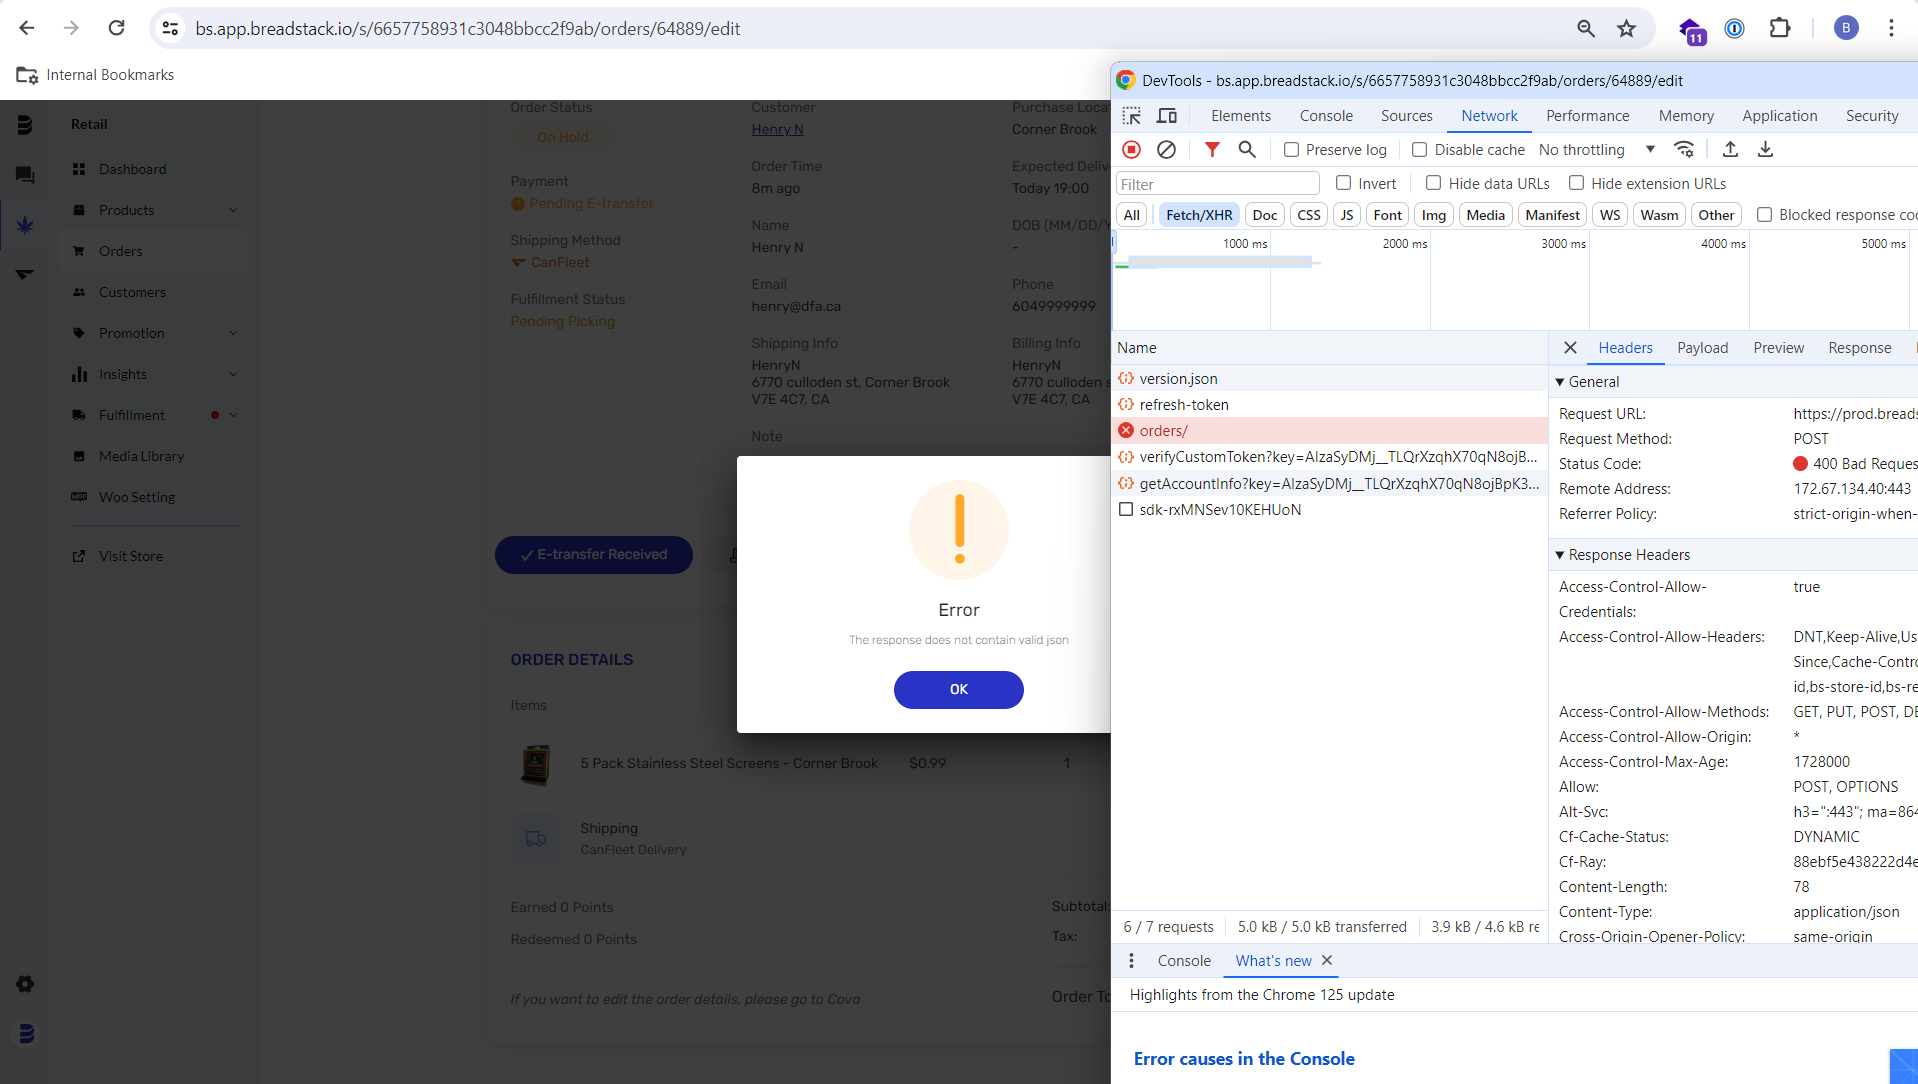 bs.app.breadstack.io/s/6657758931c3048bbcc2f9ab/orders/64889/edit
11
B
Internal Bookmarks
Retail
Dashboard
Products
Orders
Customers
Promotion
Insights
Fulfillment
Media Library
Woo Setting
Visit Store
Order Status
On Hold
Payment
Pending E-transfer
Shipping Method
CanFleet
Fulfillment Status
Pending Picking
Customer
Henry N
Order Time
8m ago
Name
Henry N
Email
henry@dfa.ca
Shipping Info
HenryN
6770 culloden st, Corner Brook
V7E 4C7, CA
Note
Purchase Loca
Corner Brook
Expected Deliv
Today 19:00
DOB (MM/DD/Y
-
Phone
6049999999
Billing Info
HenryN
6770 culloden s
V7E 4C7, CA
E-transfer Received
Error
The response does not contain valid json
OK
ORDER DETAILS
Items
5 Pack Stainless Steel Screens - Corner Brook $0.99 1
Shipping
CanFleet Delivery
Earned 0 Points
Redeemed 0 Points
Subtotal:
Tax:
If you want to edit the order details, please go to Cova
Order To
DevTools - bs.app.breadstack.io/s/6657758931c3048bbcc2f9ab/orders/64889/edit
Elements Console Sources Network Performance Memory Application Security
Preserve log Disable cache No throttling
Filter Invert Hide data URLs Hide extension URLs
All Fetch/XHR Doc CSS JS Font Img Media Manifest WS Wasm Other Blocked response coo
1000 ms 2000 ms 3000 ms 4000 ms 5000 ms
Name
version.json
refresh-token
orders/
verifyCustomToken?key=AIzaSyDMj__TLQrXzqhX70qN8ojB...
getAccountInfo?key=AIzaSyDMj__TLQrXzqhX70qN8ojBpK3...
sdk-rxMNSev10KEHUoN
Headers Payload Preview Response
General
Request URL: https://prod.breads
Request Method: POST
Status Code: 400 Bad Reques
Remote Address: 172.67.134.40:443
Referrer Policy: strict-origin-when-
Response Headers
Access-Control-Allow- true
Credentials:
Access-Control-Allow-Headers: DNT,Keep-Alive,Us
Since,Cache-Contro
id,bs-store-id,bs-re
Access-Control-Allow-Methods: GET, PUT, POST, DE
Access-Control-Allow-Origin: *
Access-Control-Max-Age: 1728000
Allow: POST, OPTIONS
Alt-Svc: h3=":443"; ma=864
Cf-Cache-Status: DYNAMIC
Cf-Ray: 88ebf5e438222d4e
Content-Length: 78
Content-Type: application/json
Cross-Origin-Opener-Policy: same-origin
6 / 7 requests 5.0 kB / 5.0 kB transferred 3.9 kB / 4.6 kB re
Console What's new
Highlights from the Chrome 125 update
Error causes in the Console